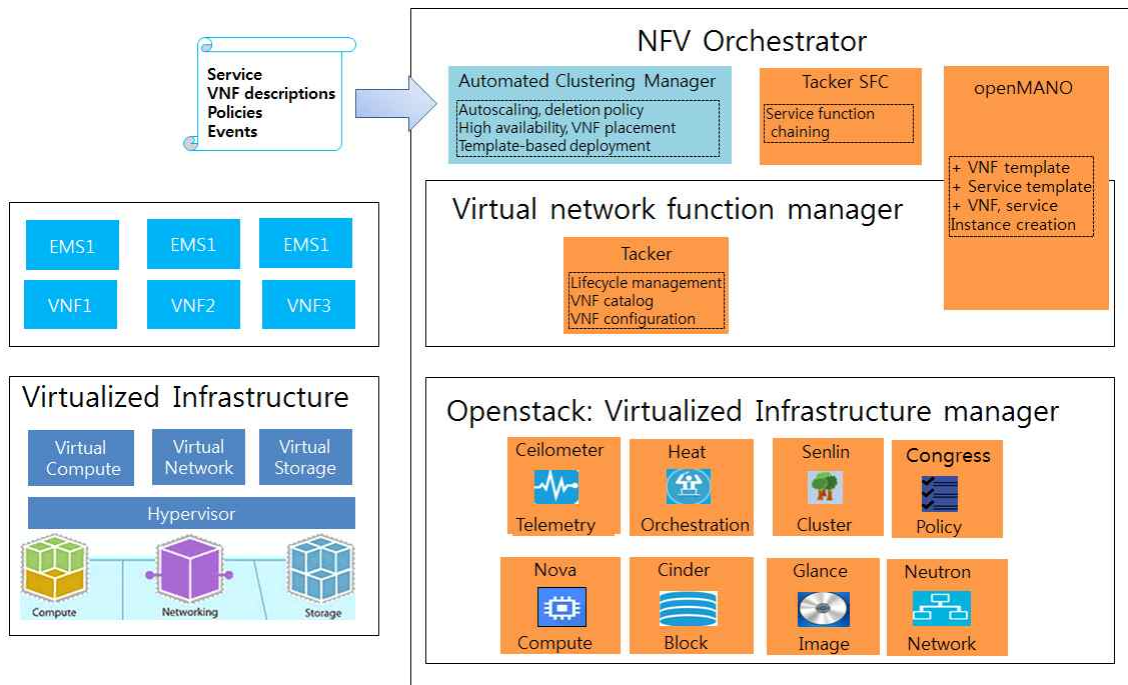 Service
VNF descriptions
Policies
Events
NFV Orchestrator
Automated Clustering Manager
Autoscaling, deletion policy
High availability, VNF placement
Template-based deployment
Tacker SFC
Service function
chaining
openMANO
+ VNF template
+ Service template
+ VNF, service
Instance creation
Virtual network function manager
Tacker
Lifecycle management
VNF catalog
VNF configuration
EMS1
EMS1
EMS1
VNF1
VNF2
VNF3
Virtualized Infrastructure
Virtual
Compute
Virtual
Network
Virtual
Storage
Hypervisor
Compute
Networking
Storage
Openstack: Virtualized Infrastructure manager
Ceilometer
Telemetry
Heat
Orchestration
Senlin
Cluster
Congress
Policy
Nova
Compute
Cinder
Block
Glance
Image
Neutron
Network